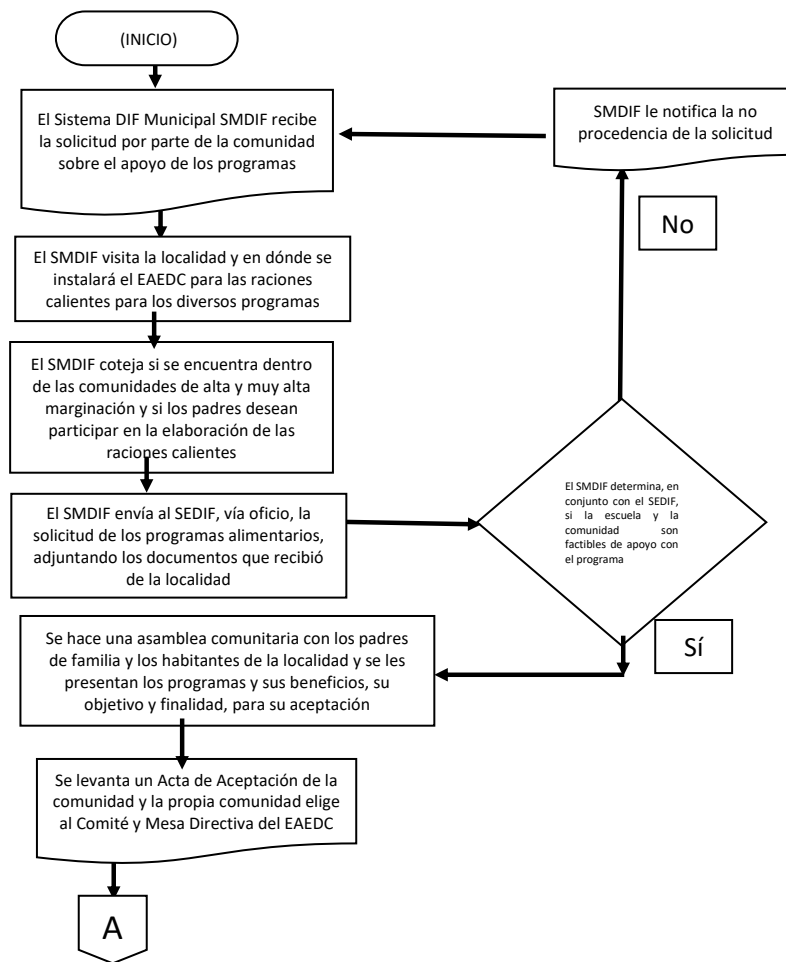 (INICIO)
El Sistema DIF Municipal SMDIF recibe
la solicitud por parte de la comunidad
sobre el apoyo de los programas
SMDIF le notifica la no
procedencia de la solicitud
No
El SMDIF visita la localidad y en dónde se
instalará el EAEDC para las raciones
calientes para los diversos programas
El SMDIF coteja si se encuentra dentro
de las comunidades de alta y muy alta
marginación y si los padres desean
participar en la elaboración de las
raciones calientes
El SMDIF envía al SEDIF, vía oficio, la
solicitud de los programas alimentarios,
adjuntando los documentos que recibió
de la localidad
El SMDIF determina, en
conjunto con el SEDIF,
si la escuela y la
comunidad son
factibles de apoyo con
el programa
Sí
Se hace una asamblea comunitaria con los padres
de familia y los habitantes de la localidad y se les
presentan los programas y sus beneficios, su
objetivo y finalidad, para su aceptación
Se levanta un Acta de Aceptación de la
comunidad y la propia comunidad elige
al Comité y Mesa Directiva del EAEDC
A